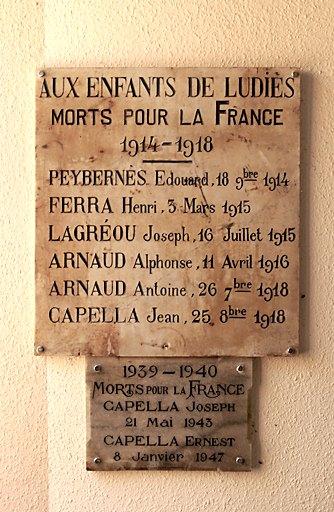 AUX ENFANTS DE LUDIÈS
MORTS POUR LA FRANCE
1914-1918
PEYBERNÈS Edouard, 18 9bre 1914
FERRA Henri, 3 Mars 1915
LAGRÉOU Joseph, 16 Juillet 1915
ARNAUD Alphonse, 11 Avril 1916
ARNAUD Antoine, 26 7bre 1918
CAPELLA Jean, 25 8bre 1918
1939-1940
MORTS POUR LA FRANCE
CAPELLA JOSEPH
21 Mai 1943
CAPELLA ERNEST
8 Janvier 1947